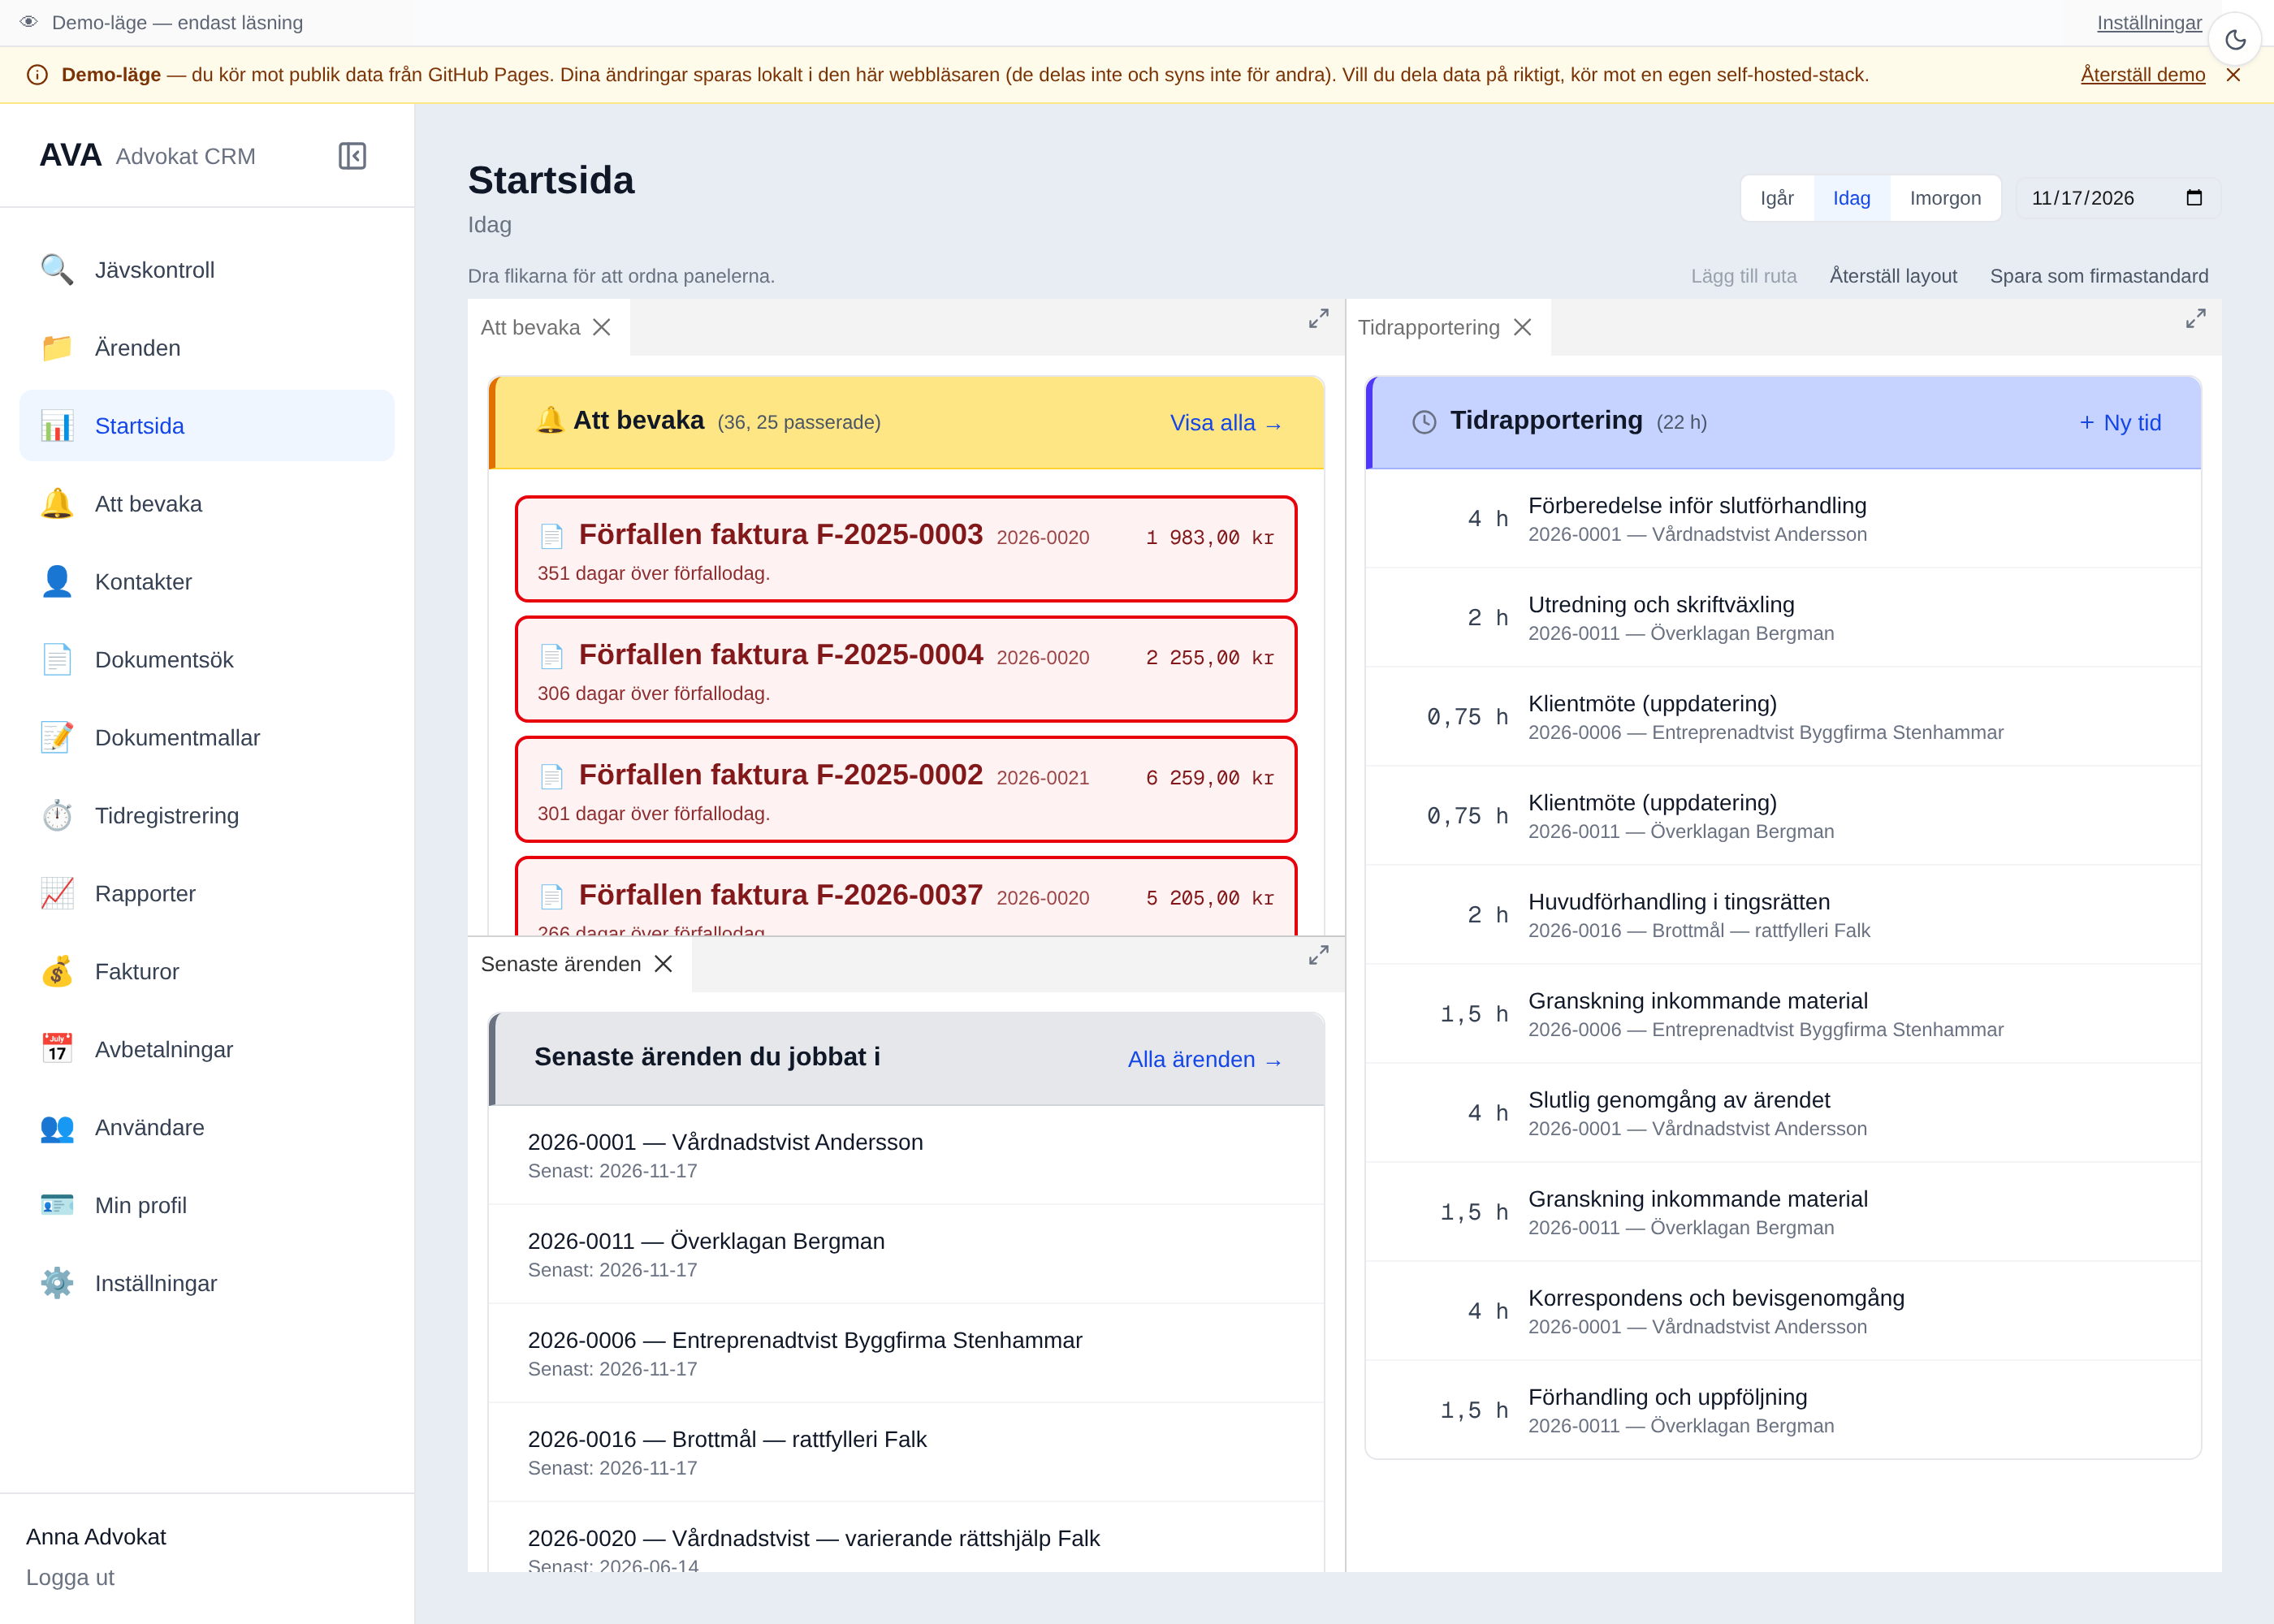 Demo-läge — endast läsning
Inställningar
Demo-läge — du kör mot publik data från GitHub Pages. Dina ändringar sparas lokalt i den här webbläsaren (de delas inte och syns inte för andra). Vill du dela data på riktigt, kör mot en egen self-hosted-stack.
Återställ demo
AVA Advokat CRM
Jävskontroll
Ärenden
Startsida
Att bevaka
Kontakter
Dokumentsök
Dokumentmallar
Tidregistrering
Rapporter
Fakturor
Avbetalningar
Användare
Min profil
Inställningar
Anna Advokat
Logga ut
Startsida
Idag
Igår
Idag
Imorgon
11/17/2026
Dra flikarna för att ordna panelerna.
Lägg till ruta
Återställ layout
Spara som firmastandard
Att bevaka
Att bevaka (36, 25 passerade)
Visa alla →
Förfallen faktura F-2025-0003 2026-0020 1 983,00 kr
351 dagar över förfallodag.
Förfallen faktura F-2025-0004 2026-0020 2 255,00 kr
306 dagar över förfallodag.
Förfallen faktura F-2025-0002 2026-0021 6 259,00 kr
301 dagar över förfallodag.
Förfallen faktura F-2026-0037 2026-0020 5 205,00 kr
266 dagar över förfallodag.
Senaste ärenden
Senaste ärenden du jobbat i
Alla ärenden →
2026-0001 — Vårdnadstvist Andersson
Senast: 2026-11-17
2026-0011 — Överklagan Bergman
Senast: 2026-11-17
2026-0006 — Entreprenadtvist Byggfirma Stenhammar
Senast: 2026-11-17
2026-0016 — Brottmål — rattfylleri Falk
Senast: 2026-11-17
2026-0020 — Vårdnadstvist — varierande rättshjälp Falk
Senast: 2026-06-14
Tidrapportering
Tidrapportering (22 h)
+ Ny tid
4 h Förberedelse inför slutförhandling
2026-0001 — Vårdnadstvist Andersson
2 h Utredning och skriftväxling
2026-0011 — Överklagan Bergman
0,75 h Klientmöte (uppdatering)
2026-0006 — Entreprenadtvist Byggfirma Stenhammar
0,75 h Klientmöte (uppdatering)
2026-0011 — Överklagan Bergman
2 h Huvudförhandling i tingsrätten
2026-0016 — Brottmål — rattfylleri Falk
1,5 h Granskning inkommande material
2026-0006 — Entreprenadtvist Byggfirma Stenhammar
4 h Slutlig genomgång av ärendet
2026-0001 — Vårdnadstvist Andersson
1,5 h Granskning inkommande material
2026-0011 — Överklagan Bergman
4 h Korrespondens och bevisgenomgång
2026-0001 — Vårdnadstvist Andersson
1,5 h Förhandling och uppföljning
2026-0011 — Överklagan Bergman